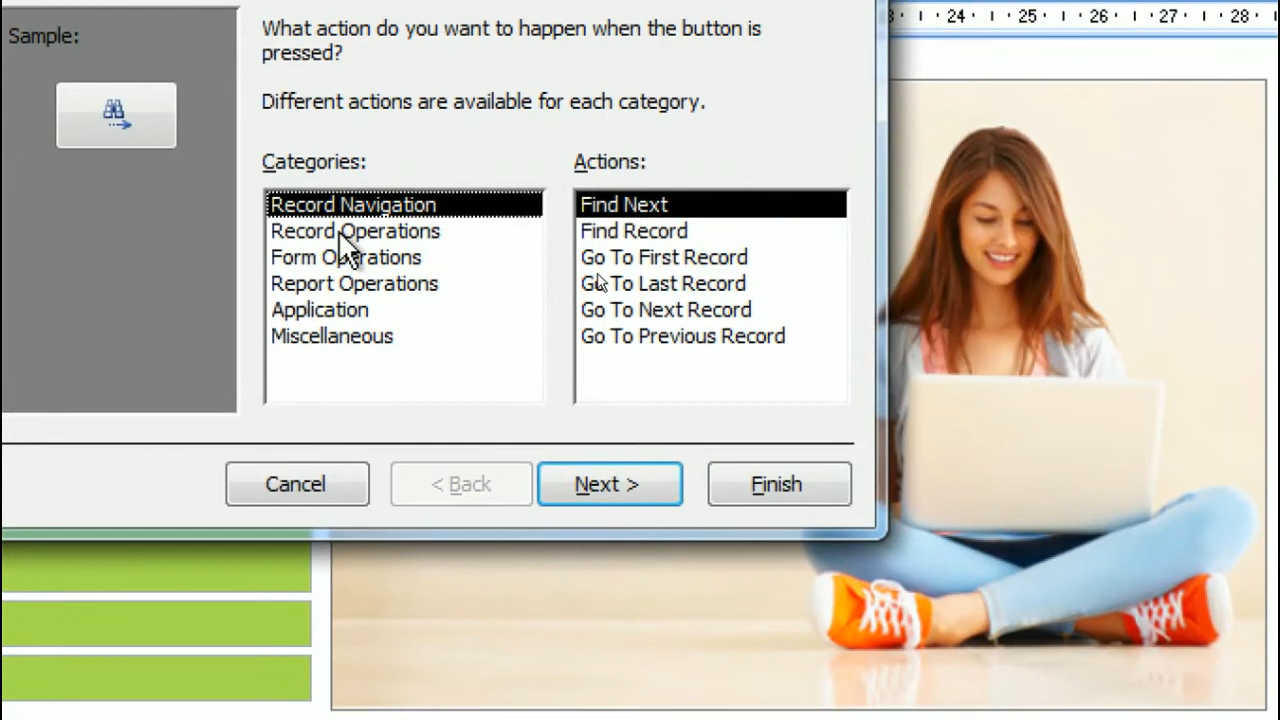 24 · I · 25 · I · 26 · I · 27 · I · 28 · I
Sample:
What action do you want to happen when the button is
pressed?
Different actions are available for each category.
Categories:
Record Navigation
Record Operations
Form Operations
Report Operations
Application
Miscellaneous
Actions:
Find Next
Find Record
Go To First Record
Go To Last Record
Go To Next Record
Go To Previous Record
Cancel
< Back
Next >
Finish